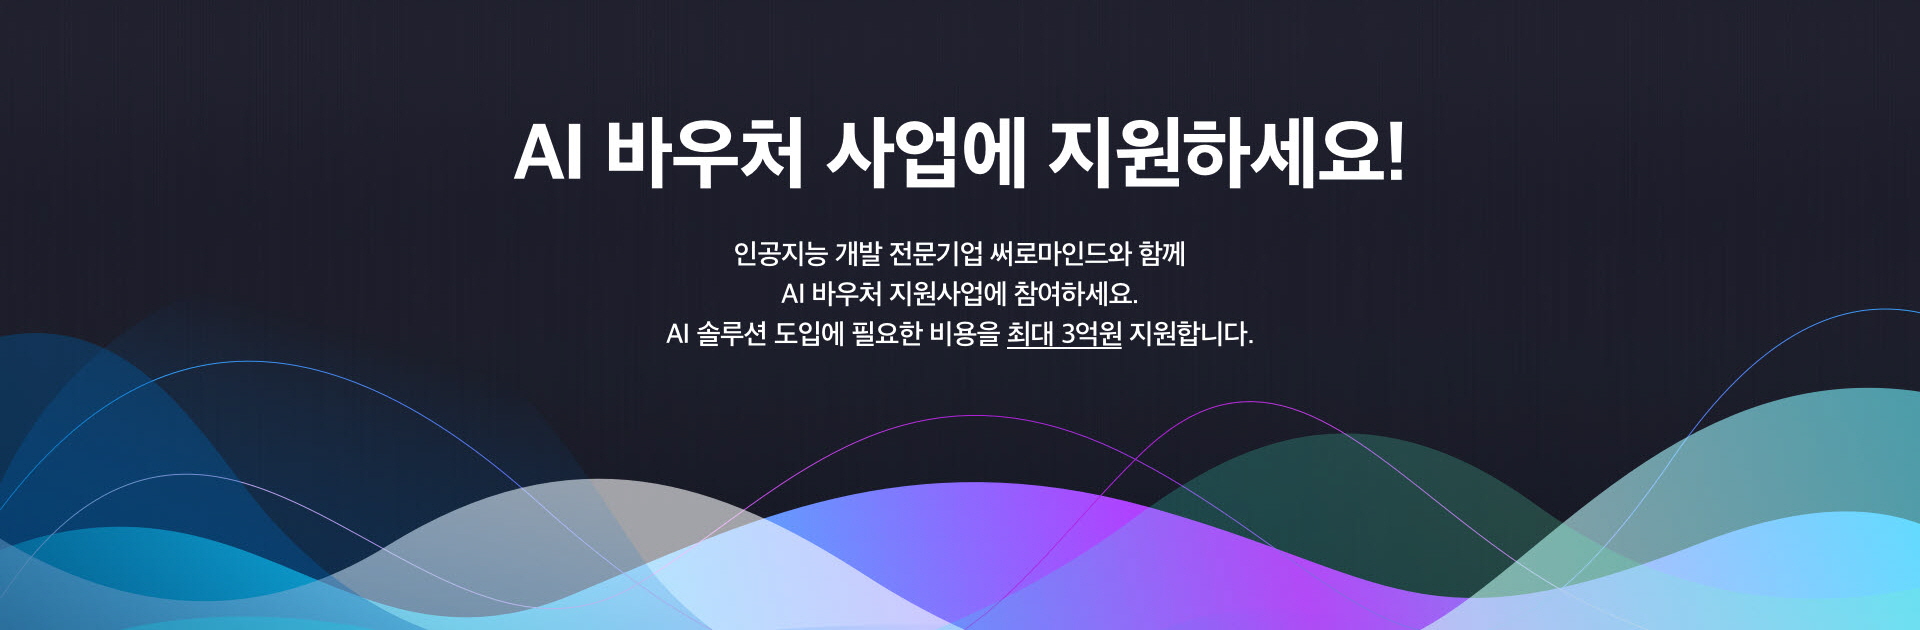 AI 바우처 사업에 지원하세요!
인공지능 개발 전문기업 써로마인드와 함께
AI 바우처 지원사업에 참여하세요.
AI 솔루션 도입에 필요한 비용을 최대 3억원 지원합니다.